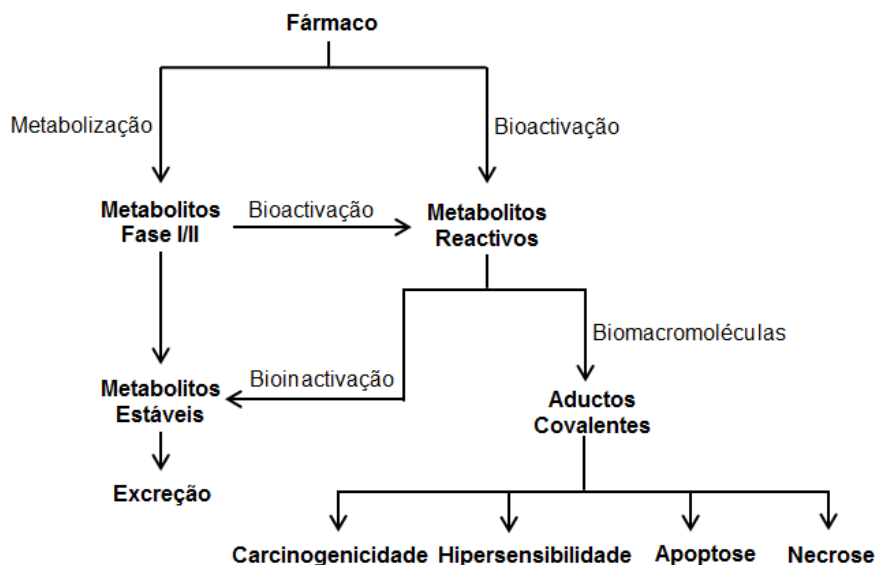 Fármaco
Metabolização
Bioactivação
Metabolitos
Fase I/II
Bioactivação
Metabolitos
Reactivos
Biomacromoléculas
Metabolitos
Estáveis
Bioinactivação
Aductos
Covalentes
Excreção
Carcinogenicidade Hipersensibilidade Apoptose Necrose